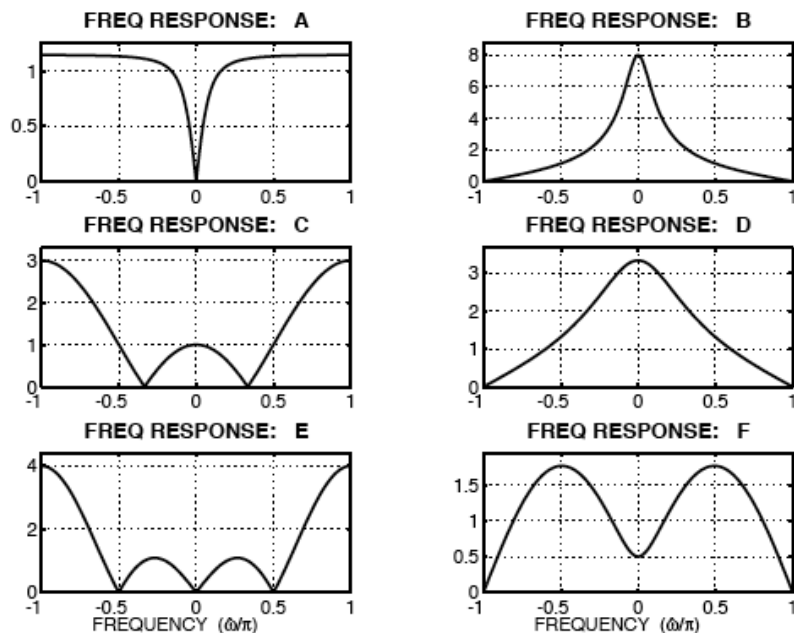 FREQ RESPONSE: A
1
0.5
0
-1 -0.5 0 0.5 1
FREQ RESPONSE: B
8
6
4
2
0
-1 -0.5 0 0.5 1
FREQ RESPONSE: C
3
2
1
0
-1 -0.5 0 0.5 1
FREQ RESPONSE: D
3
2
1
0
-1 -0.5 0 0.5 1
FREQ RESPONSE: E
4
2
0
-1 -0.5 0 0.5 1
FREQUENCY (ω̂/π)
FREQ RESPONSE: F
1.5
1
0.5
0
-1 -0.5 0 0.5 1
FREQUENCY (ω̂/π)